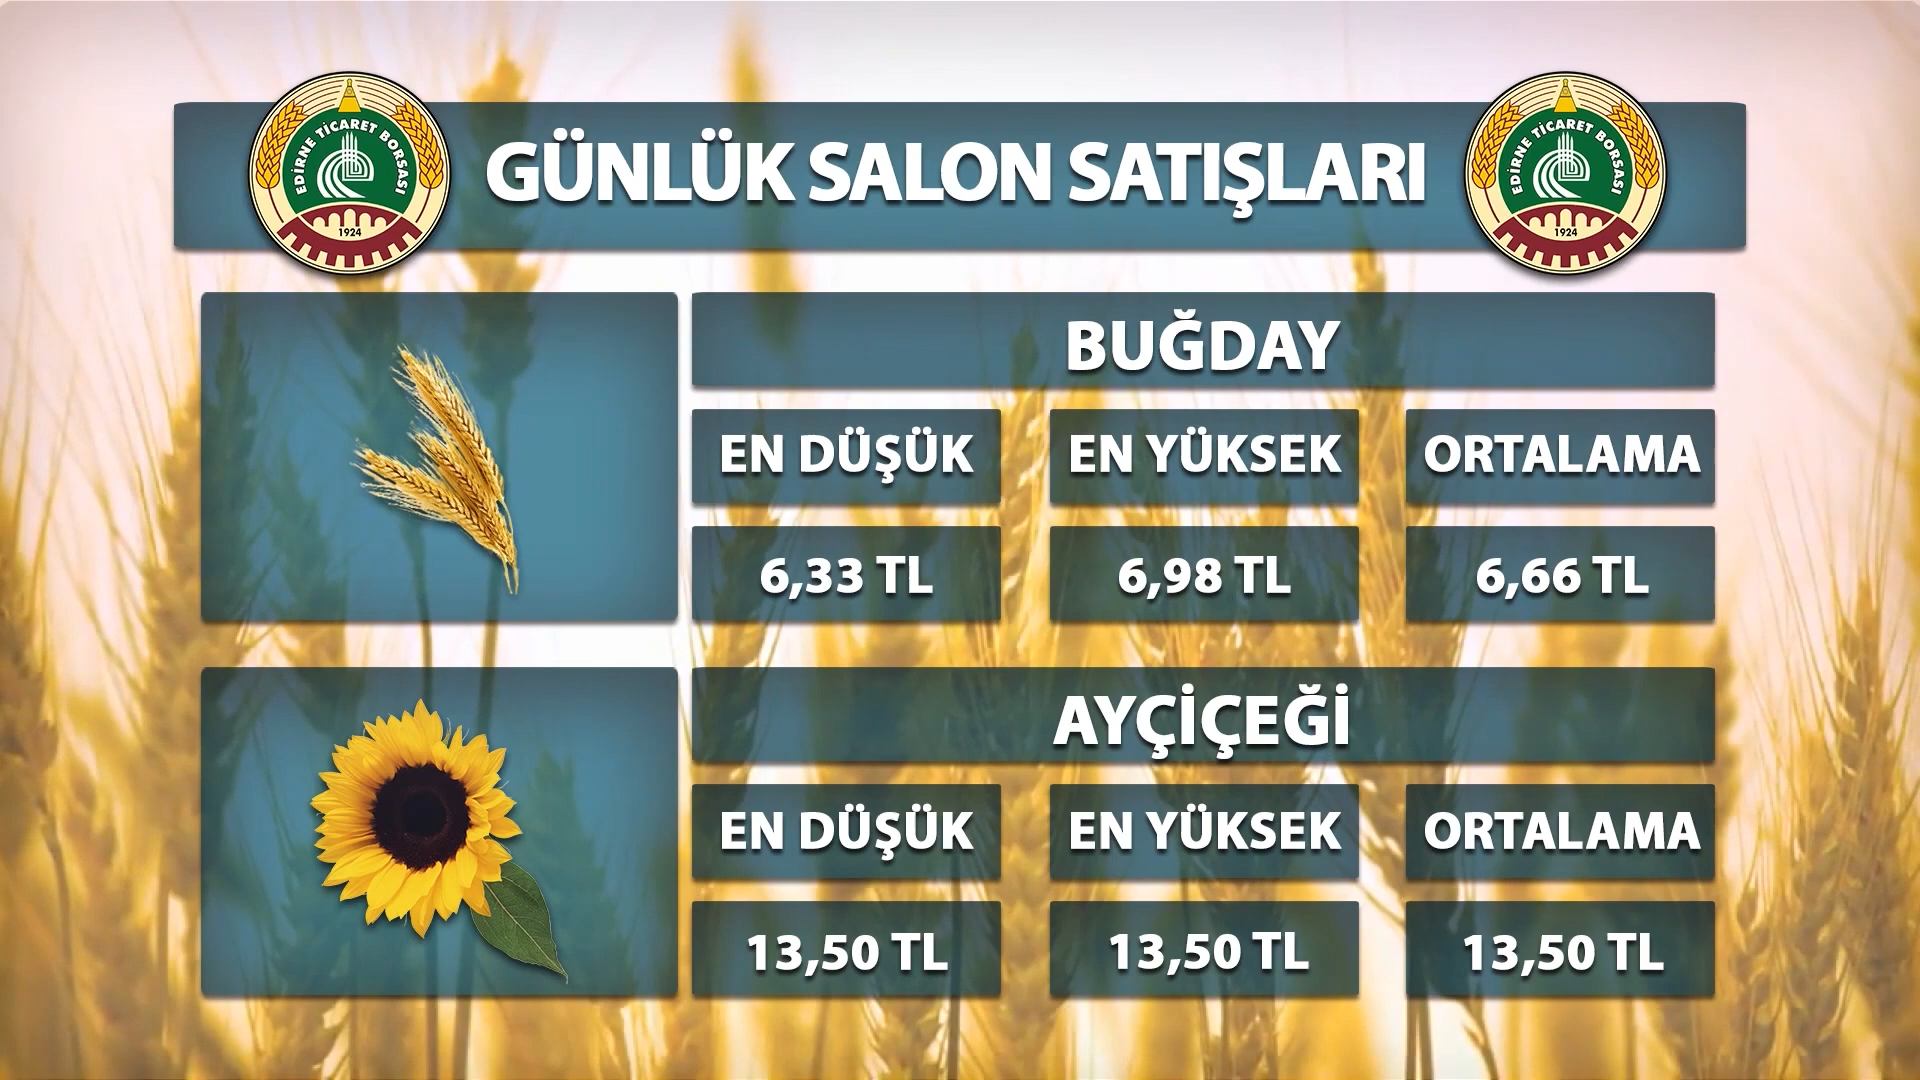 GÜNLÜK SALON SATIŞLARI
EDİRNE TİCARET BORSASI
1924
EDİRNE TİCARET BORSASI
1924
BUĞDAY
EN DÜŞÜK EN YÜKSEK ORTALAMA
6,33 TL 6,98 TL 6,66 TL
AYÇİÇEĞİ
EN DÜŞÜK EN YÜKSEK ORTALAMA
13,50 TL 13,50 TL 13,50 TL